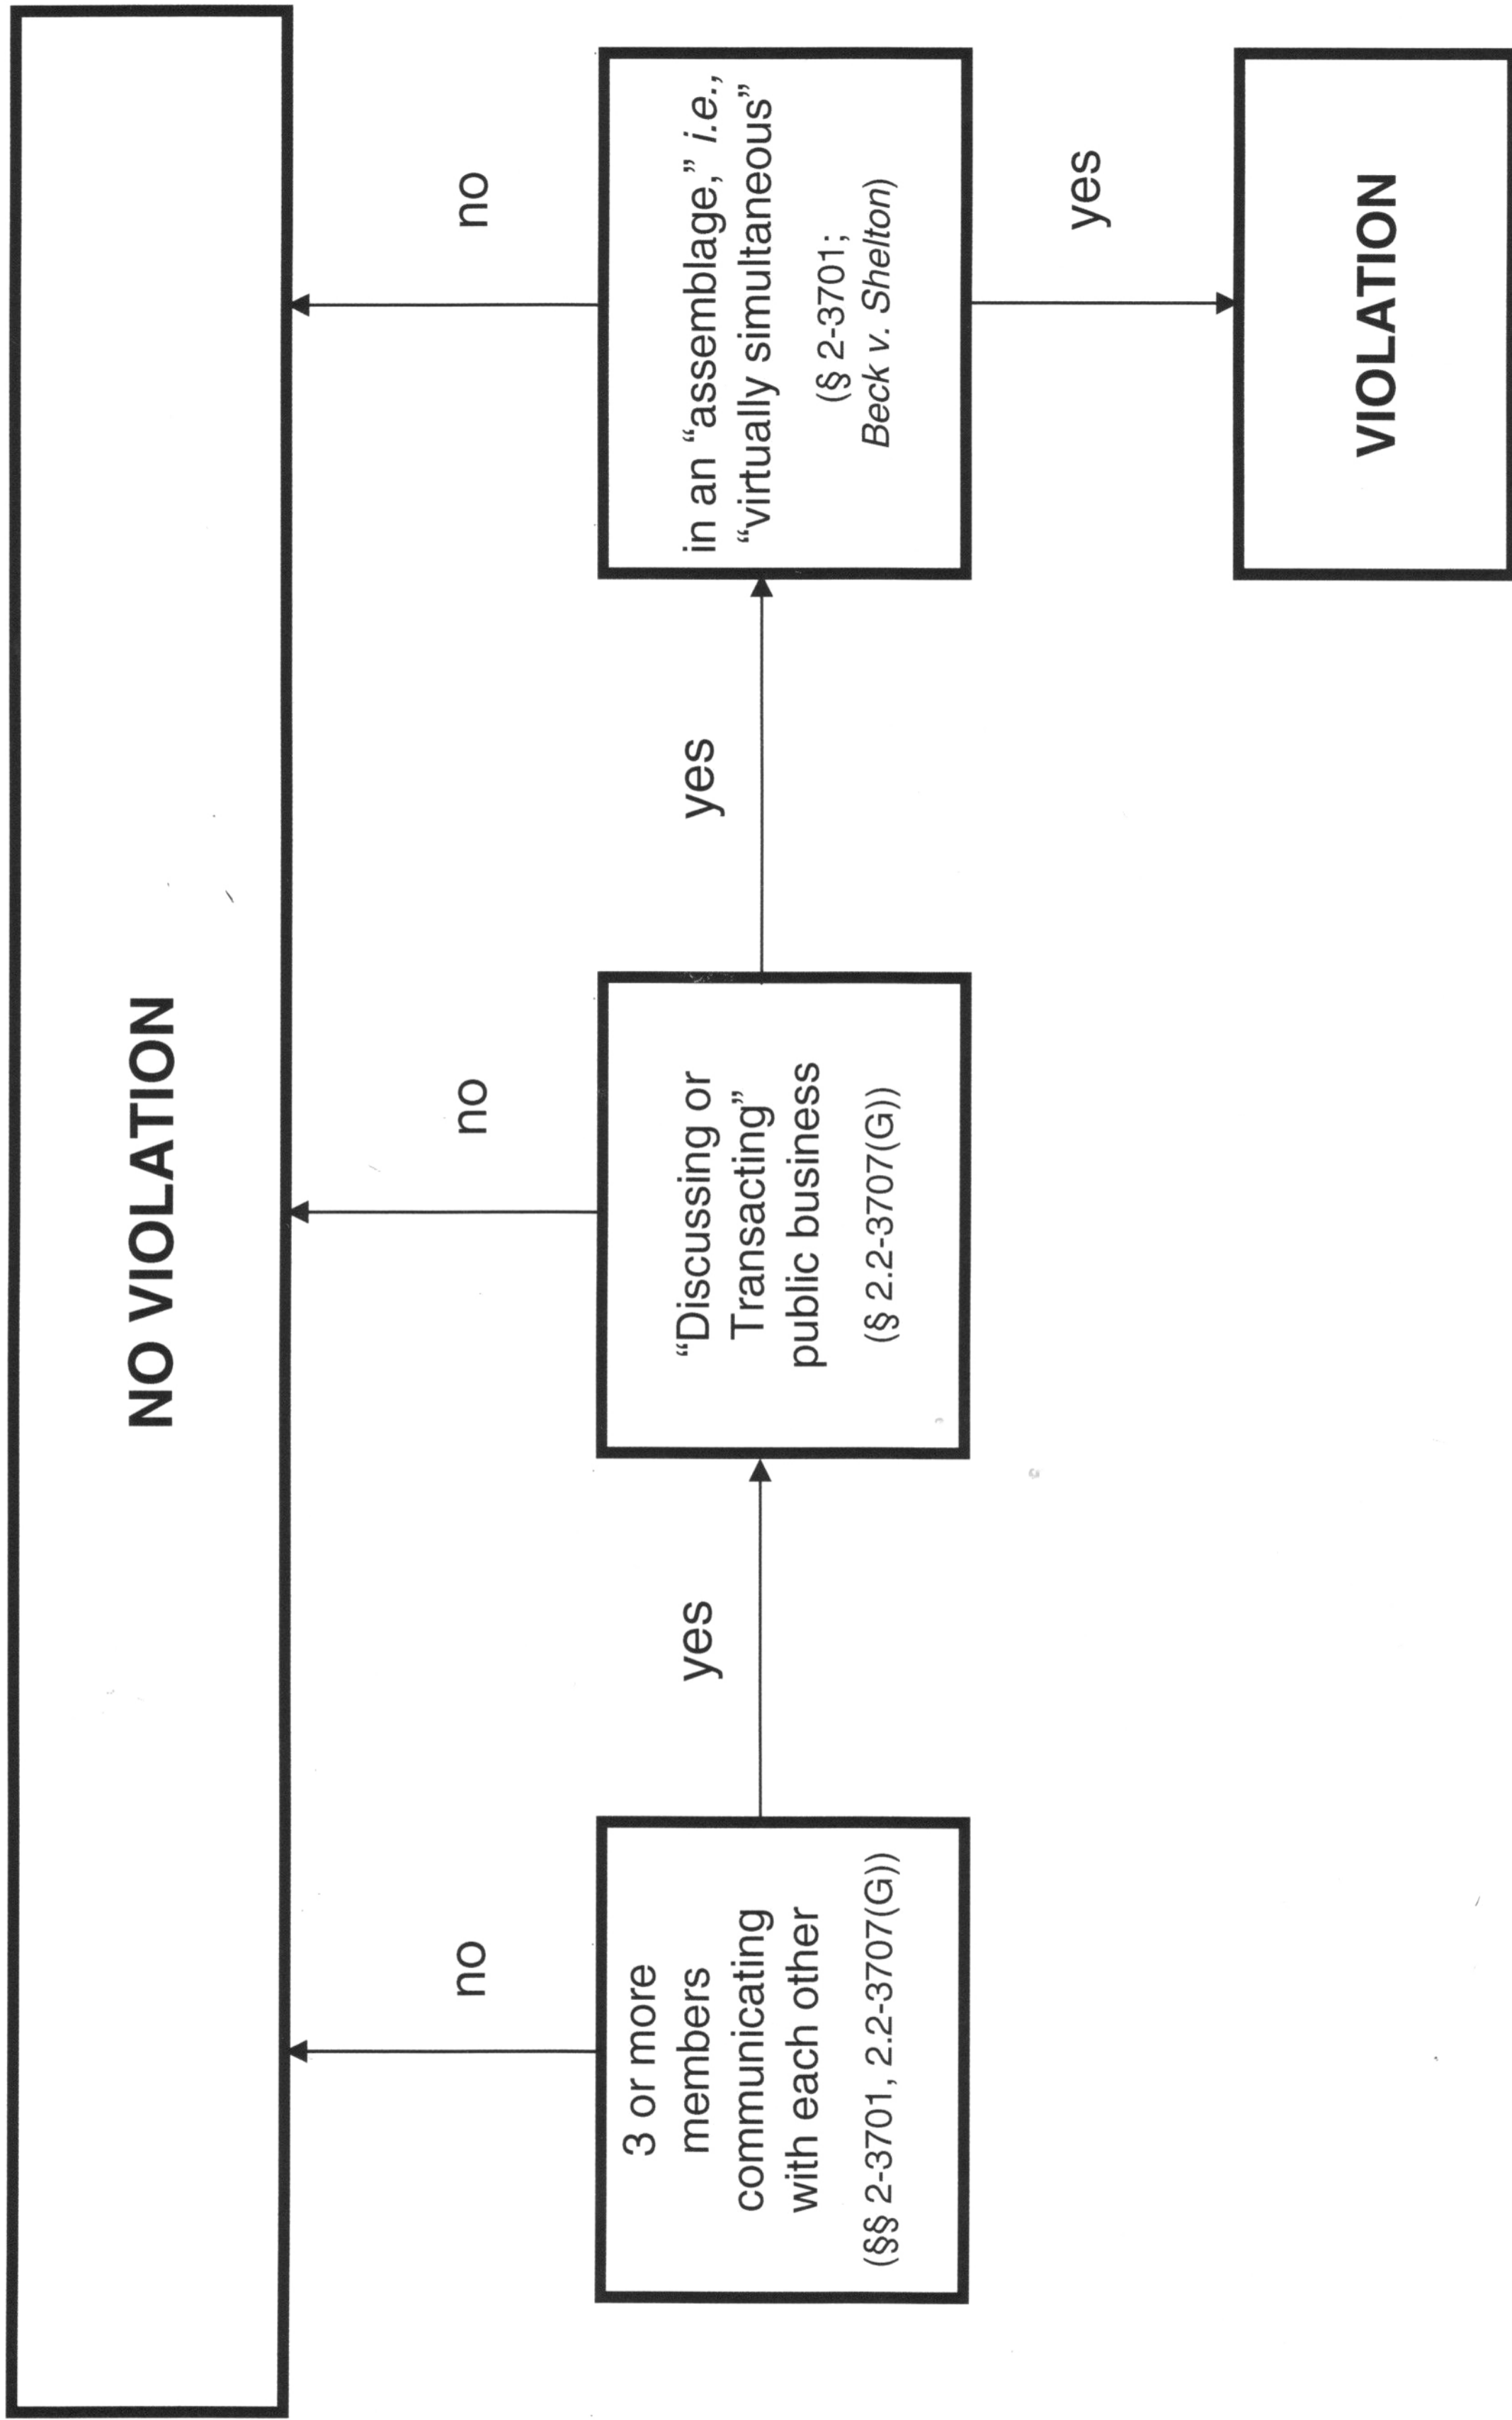 NO VIOLATION
no
no
no
3 or more
members
communicating
with each other
(§§ 2-3701, 2.2-3707(G))
yes
“Discussing or
Transacting”
public business
(§ 2.2-3707(G))
yes
in an “assemblage,” i.e.,
“virtually simultaneous”
(§ 2-3701;
Beck v. Shelton)
yes
VIOLATION